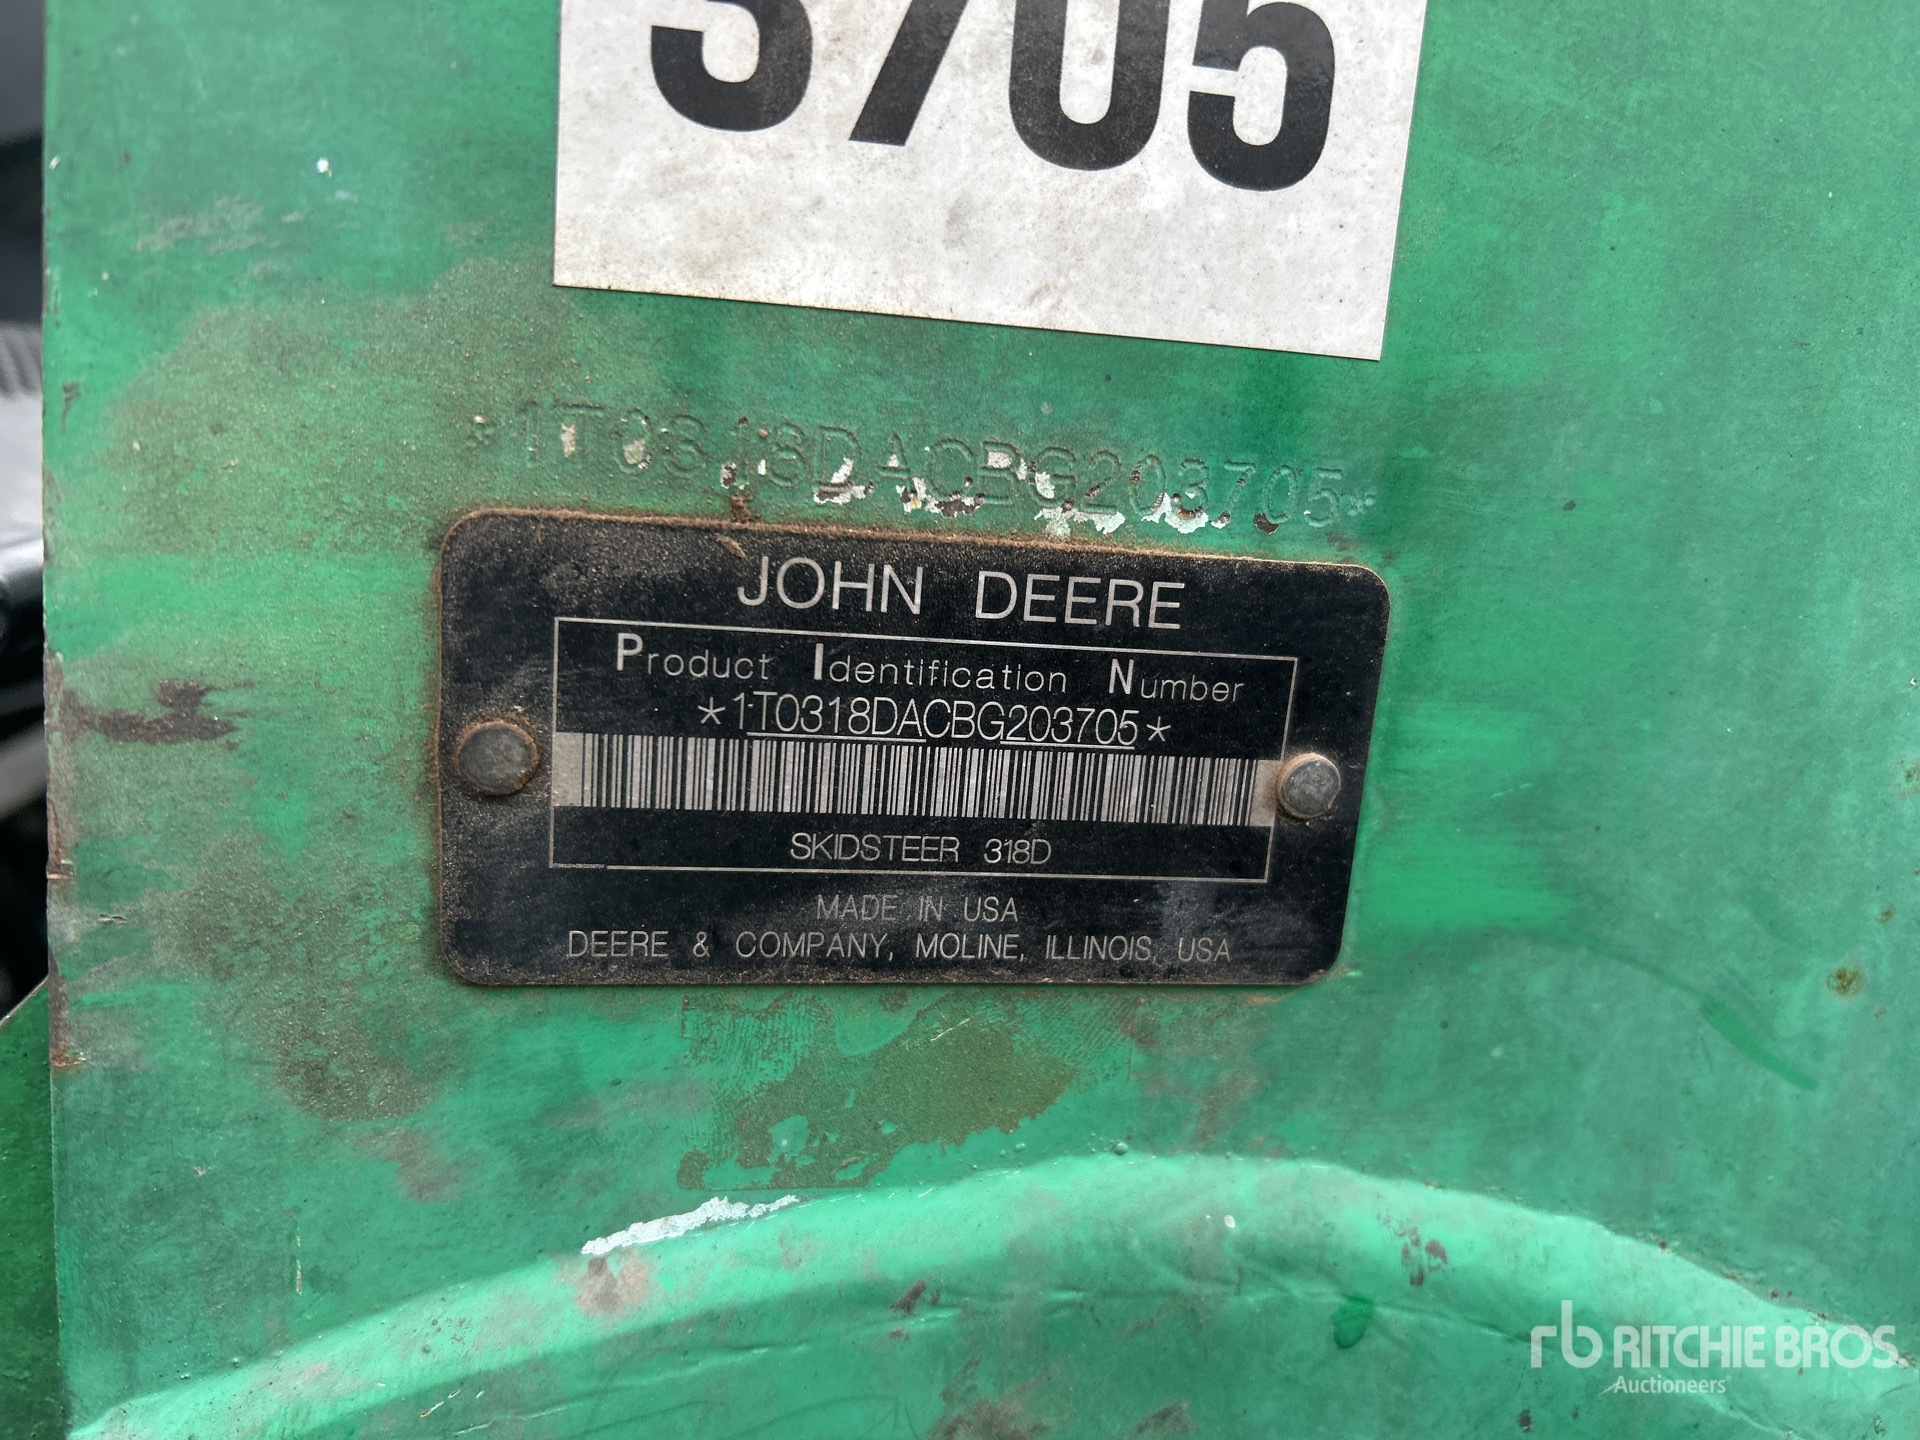 3705
*1T0318DACBG203705*
JOHN DEERE
Product Identification Number
*1T0318DACBG203705*
SKIDSTEER 318D
MADE IN USA
DEERE & COMPANY, MOLINE, ILLINOIS, USA
rb RITCHIE BROS.
Auctioneers